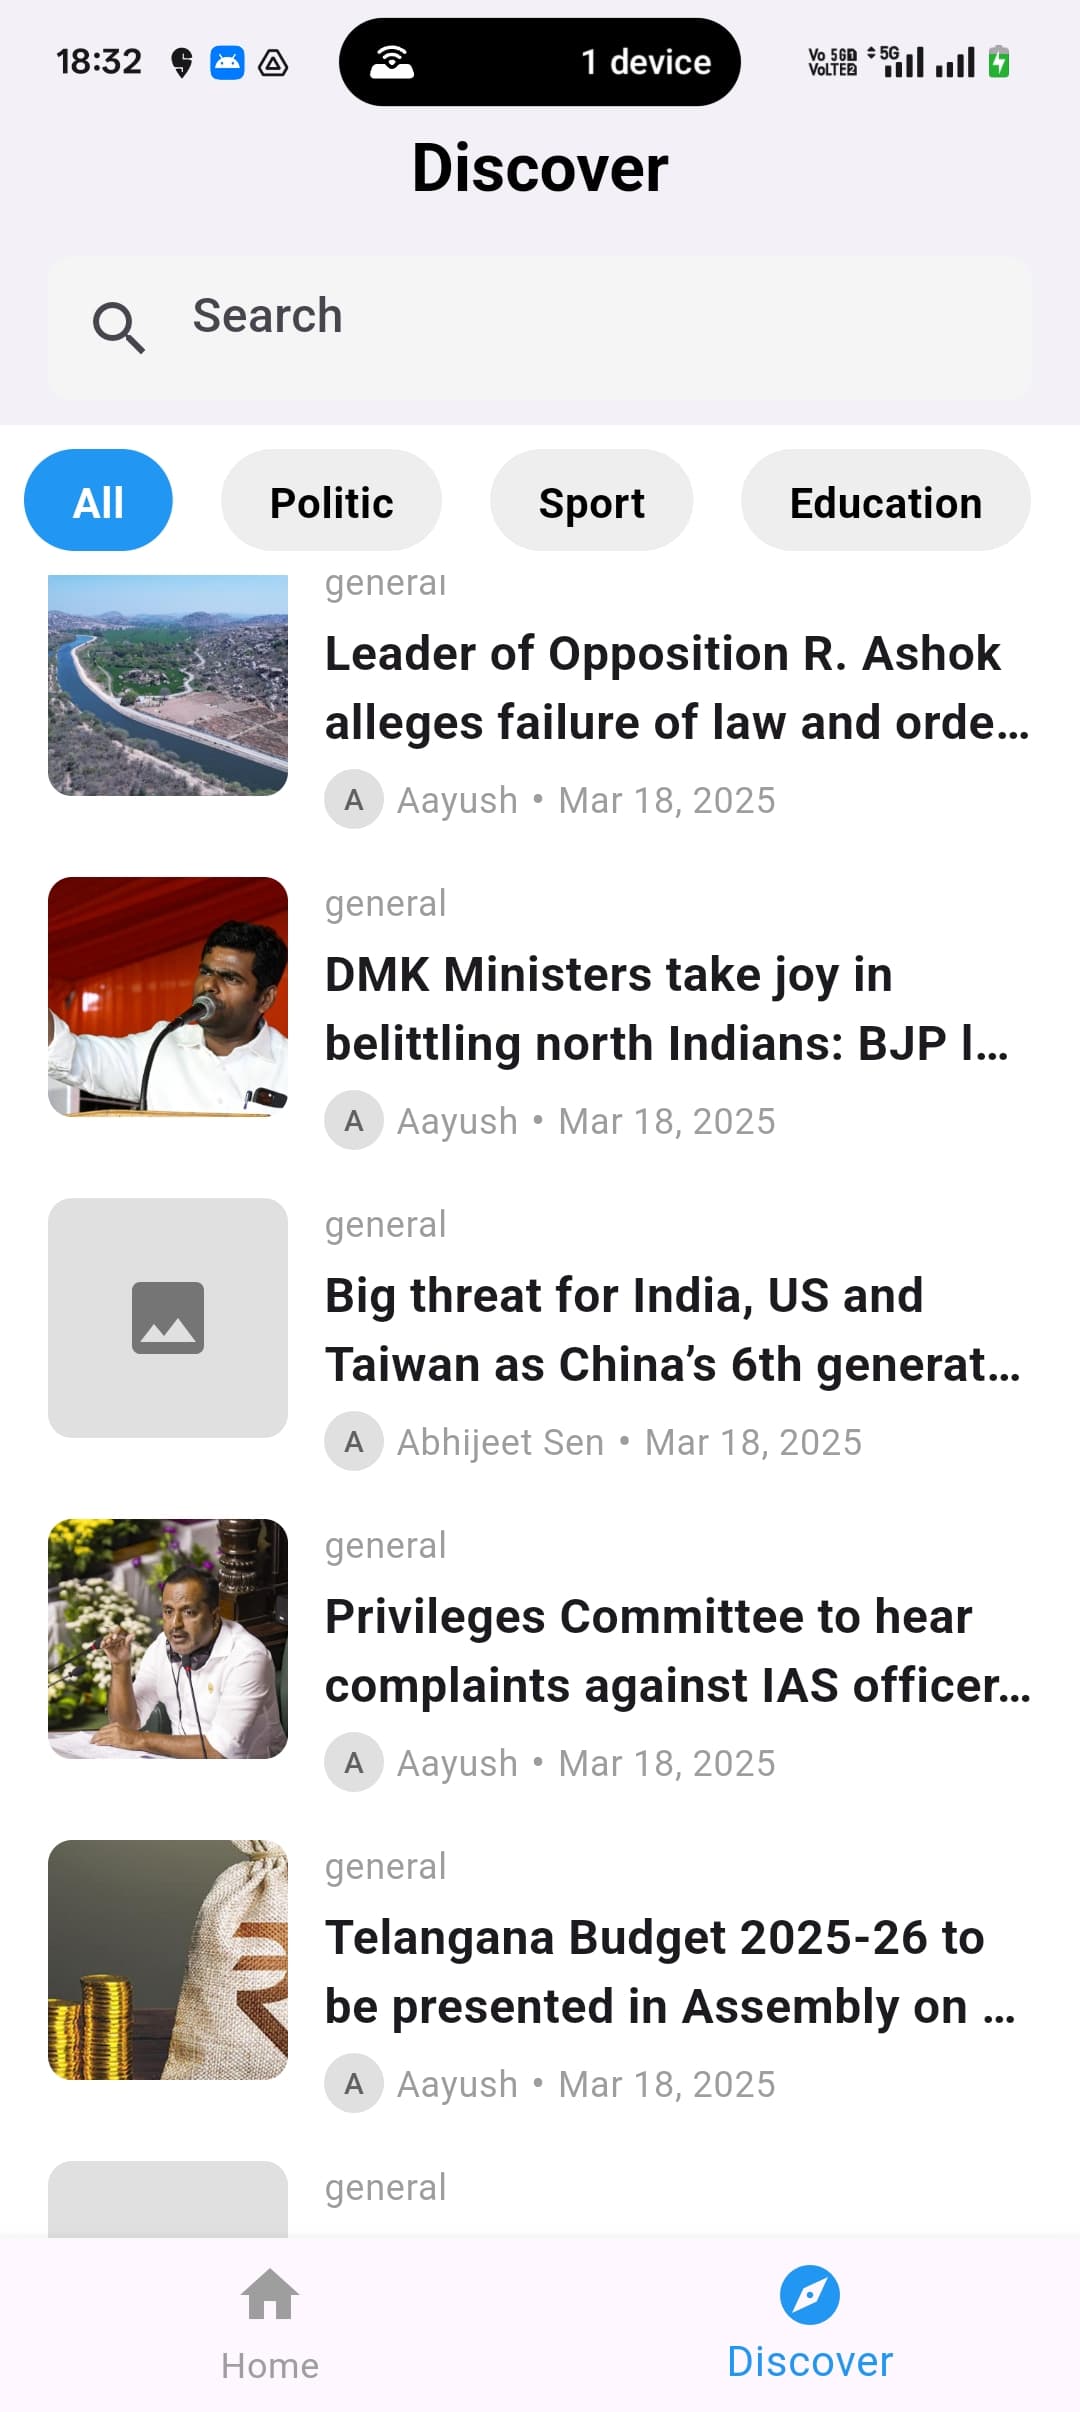 18:32
1 device
Vo 5G
VoLTE2
5G
Discover
Search
All
Politic
Sport
Education
general
Leader of Opposition R. Ashok
alleges failure of law and orde…
A Aayush • Mar 18, 2025
general
DMK Ministers take joy in
belittling north Indians: BJP l…
A Aayush • Mar 18, 2025
general
Big threat for India, US and
Taiwan as China’s 6th generat…
A Abhijeet Sen • Mar 18, 2025
general
Privileges Committee to hear
complaints against IAS officer…
A Aayush • Mar 18, 2025
general
Telangana Budget 2025-26 to
be presented in Assembly on …
A Aayush • Mar 18, 2025
general
Home
Discover